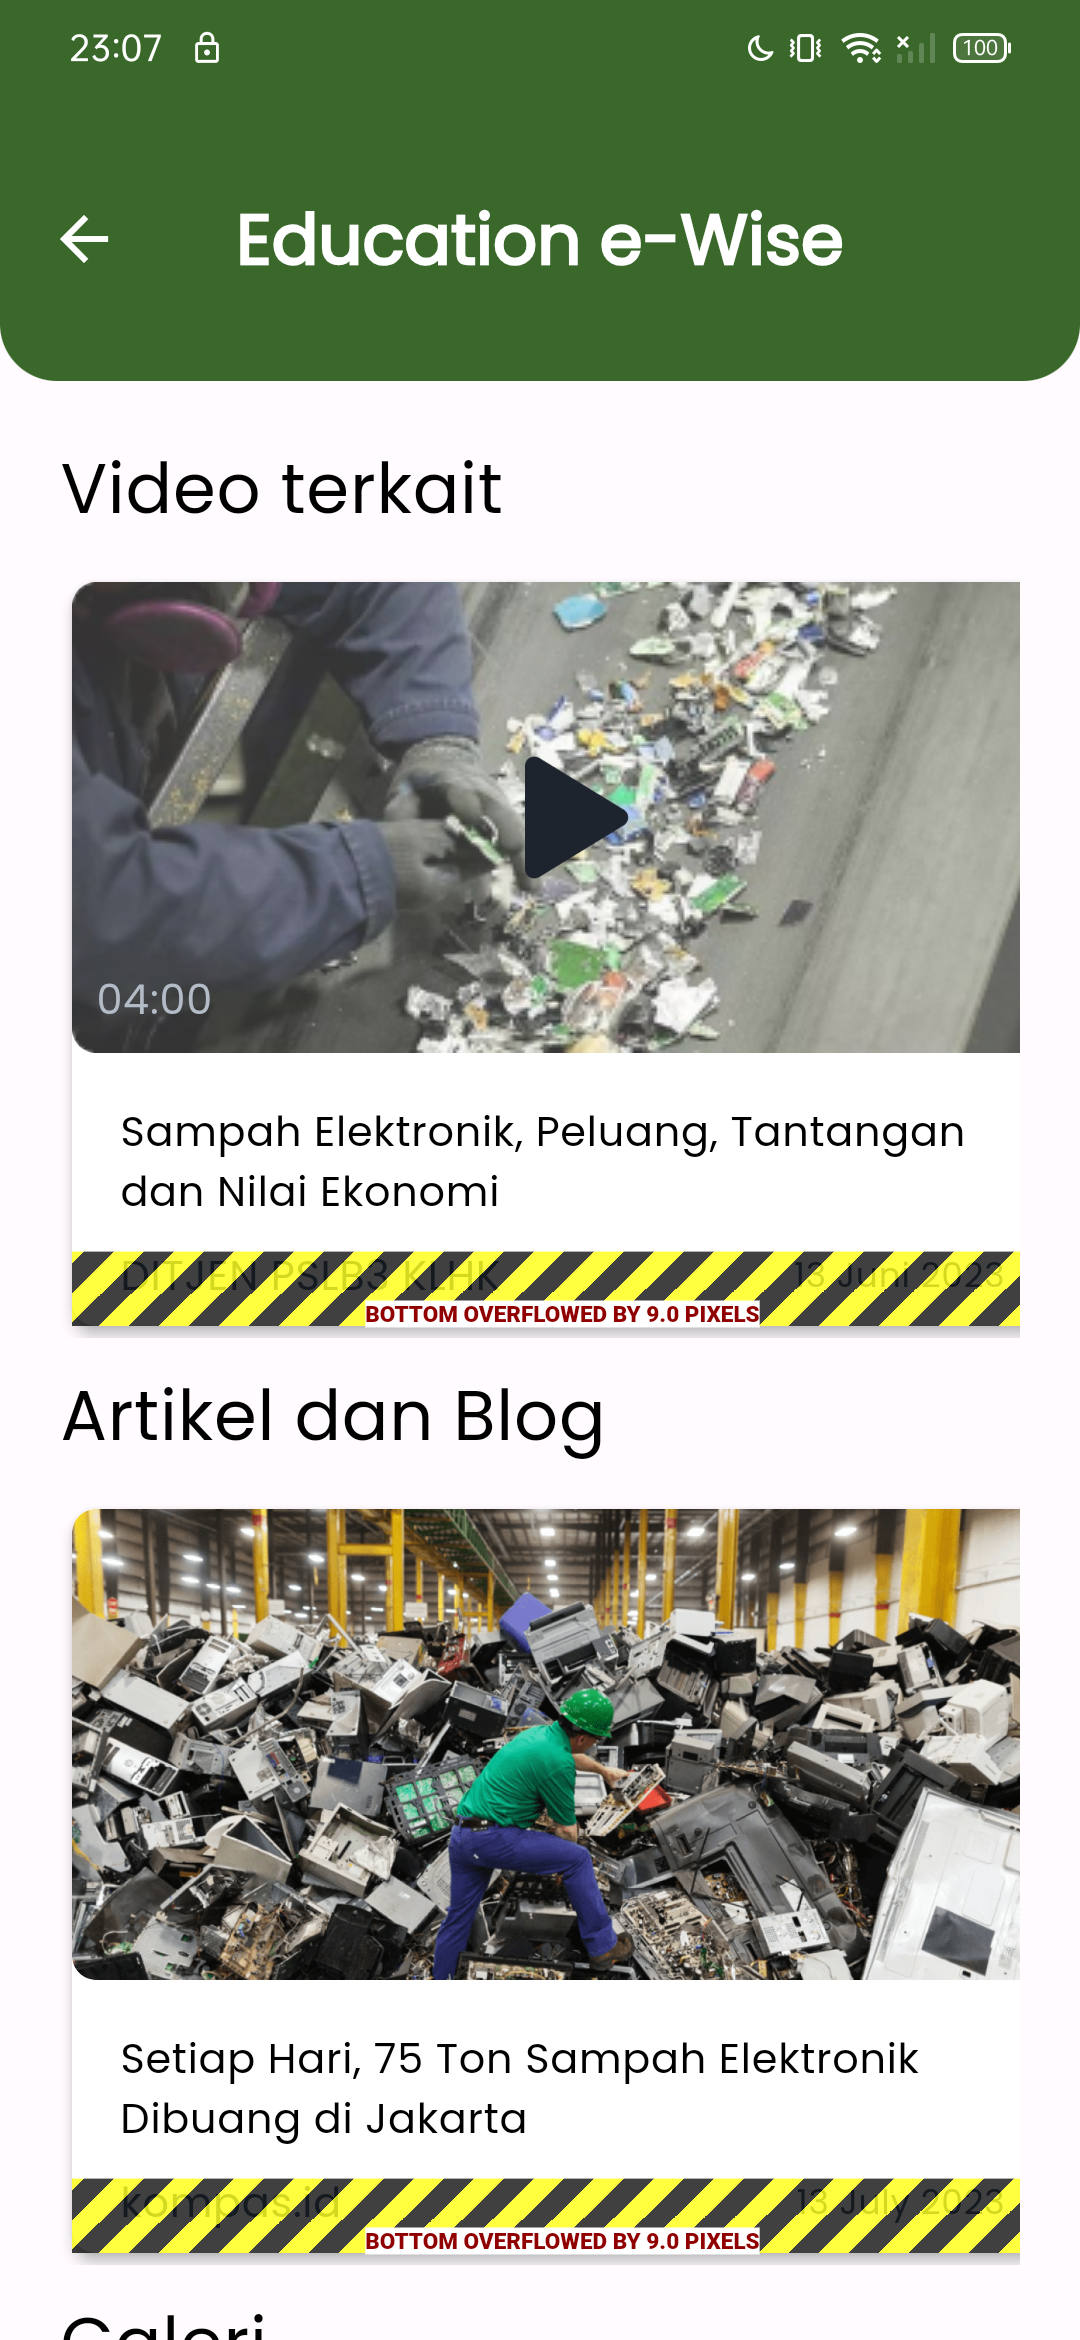 23:07
100
Education e-Wise
Video terkait
04:00
Sampah Elektronik, Peluang, Tantangan
dan Nilai Ekonomi
DITJEN PSLB3 KLHK 13 Juni 2023
BOTTOM OVERFLOWED BY 9.0 PIXELS
Artikel dan Blog
Setiap Hari, 75 Ton Sampah Elektronik
Dibuang di Jakarta
kompas.id 13 July 2023
BOTTOM OVERFLOWED BY 9.0 PIXELS
Galeri